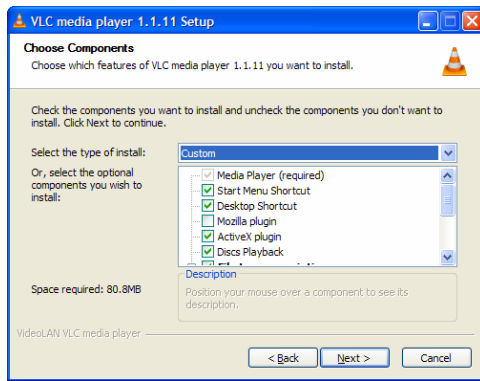 VLC media player 1.1.11 Setup
Choose Components
Choose which features of VLC media player 1.1.11 you want to install.
Check the components you want to install and uncheck the components you don't want to
install. Click Next to continue.
Select the type of install:
Custom
Or, select the optional
components you wish to
install:
Media Player (required)
Start Menu Shortcut
Desktop Shortcut
Mozilla plugin
ActiveX plugin
Discs Playback
Space required: 80.8MB
Description
Position your mouse over a component to see its
description.
VideoLAN VLC media player
< Back
Next >
Cancel